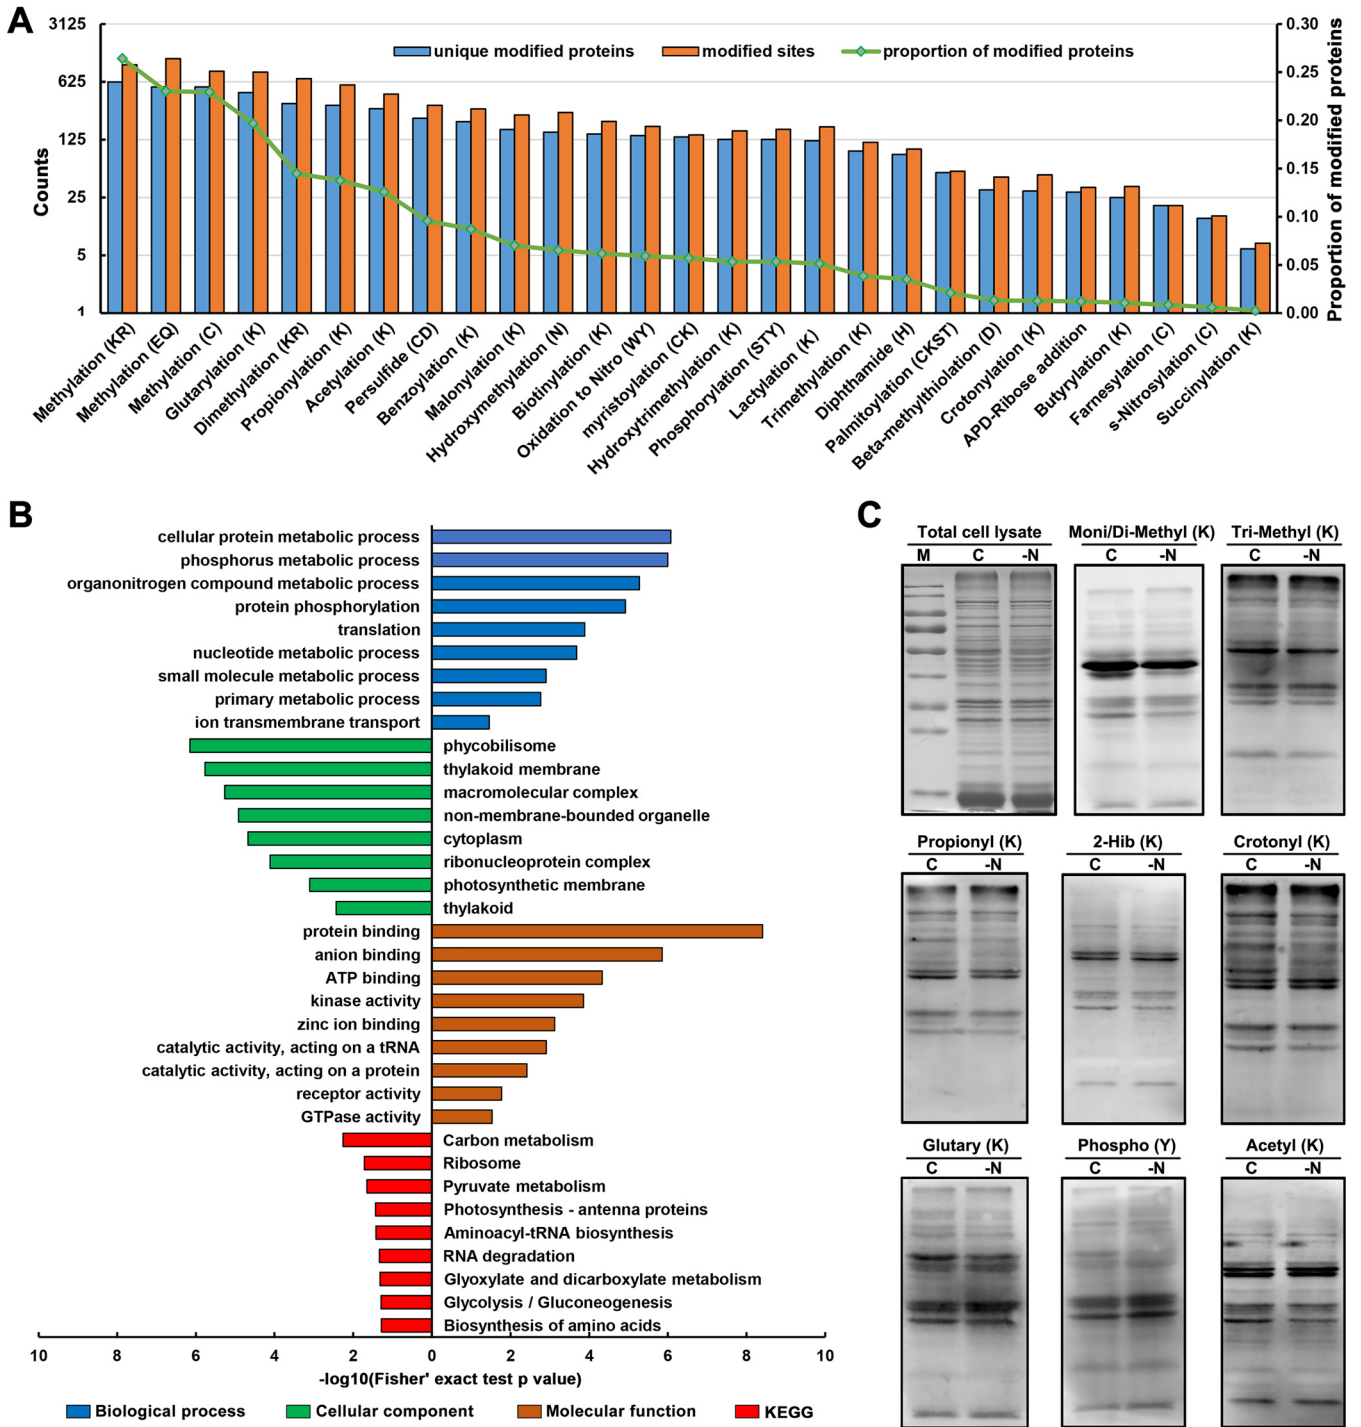 A
3125
625
125
25
5
1
Counts
unique modified proteins
modified sites
proportion of modified proteins
0.30
0.25
0.20
0.15
0.10
0.05
0.00
Proportion of modified proteins
Methylation (KR)
Methylation (EQ)
Methylation (C)
Glutarylation (K)
Dimethylation (KR)
Propionylation (K)
Acetylation (K)
Persulfide (CD)
Benzoylation (K)
Malonylation (K)
Hydroxymethylation (N)
Biotinylation (K)
Oxidation to Nitro (WY)
myristoylation (CK)
Hydroxytrimethylation (K)
Phosphorylation (STY)
Lactylation (K)
Trimethylation (K)
Diphthamide (H)
Palmitoylation (CKST)
Beta-methylthiolation (D)
Crotonylation (K)
APD-Ribose addition
Butyrylation (K)
Farnesylation (C)
s-Nitrosylation (C)
Succinylation (K)
B
cellular protein metabolic process
phosphorus metabolic process
organonitrogen compound metabolic process
protein phosphorylation
translation
nucleotide metabolic process
small molecule metabolic process
primary metabolic process
ion transmembrane transport
phycobilisome
thylakoid membrane
macromolecular complex
non-membrane-bounded organelle
cytoplasm
ribonucleoprotein complex
photosynthetic membrane
thylakoid
protein binding
anion binding
ATP binding
kinase activity
zinc ion binding
catalytic activity, acting on a tRNA
catalytic activity, acting on a protein
receptor activity
GTPase activity
Carbon metabolism
Ribosome
Pyruvate metabolism
Photosynthesis - antenna proteins
Aminoacyl-tRNA biosynthesis
RNA degradation
Glyoxylate and dicarboxylate metabolism
Glycolysis / Gluconeogenesis
Biosynthesis of amino acids
10 8 6 4 2 0 2 4 6 8 10
-log10(Fisher' exact test p value)
Biological process
Cellular component
Molecular function
KEGG
C
Total cell lysate
M C -N
Moni/Di-Methyl (K)
C -N
Tri-Methyl (K)
C -N
Propionyl (K)
C -N
2-Hib (K)
C -N
Crotonyl (K)
C -N
Glutary (K)
C -N
Phospho (Y)
C -N
Acetyl (K)
C -N